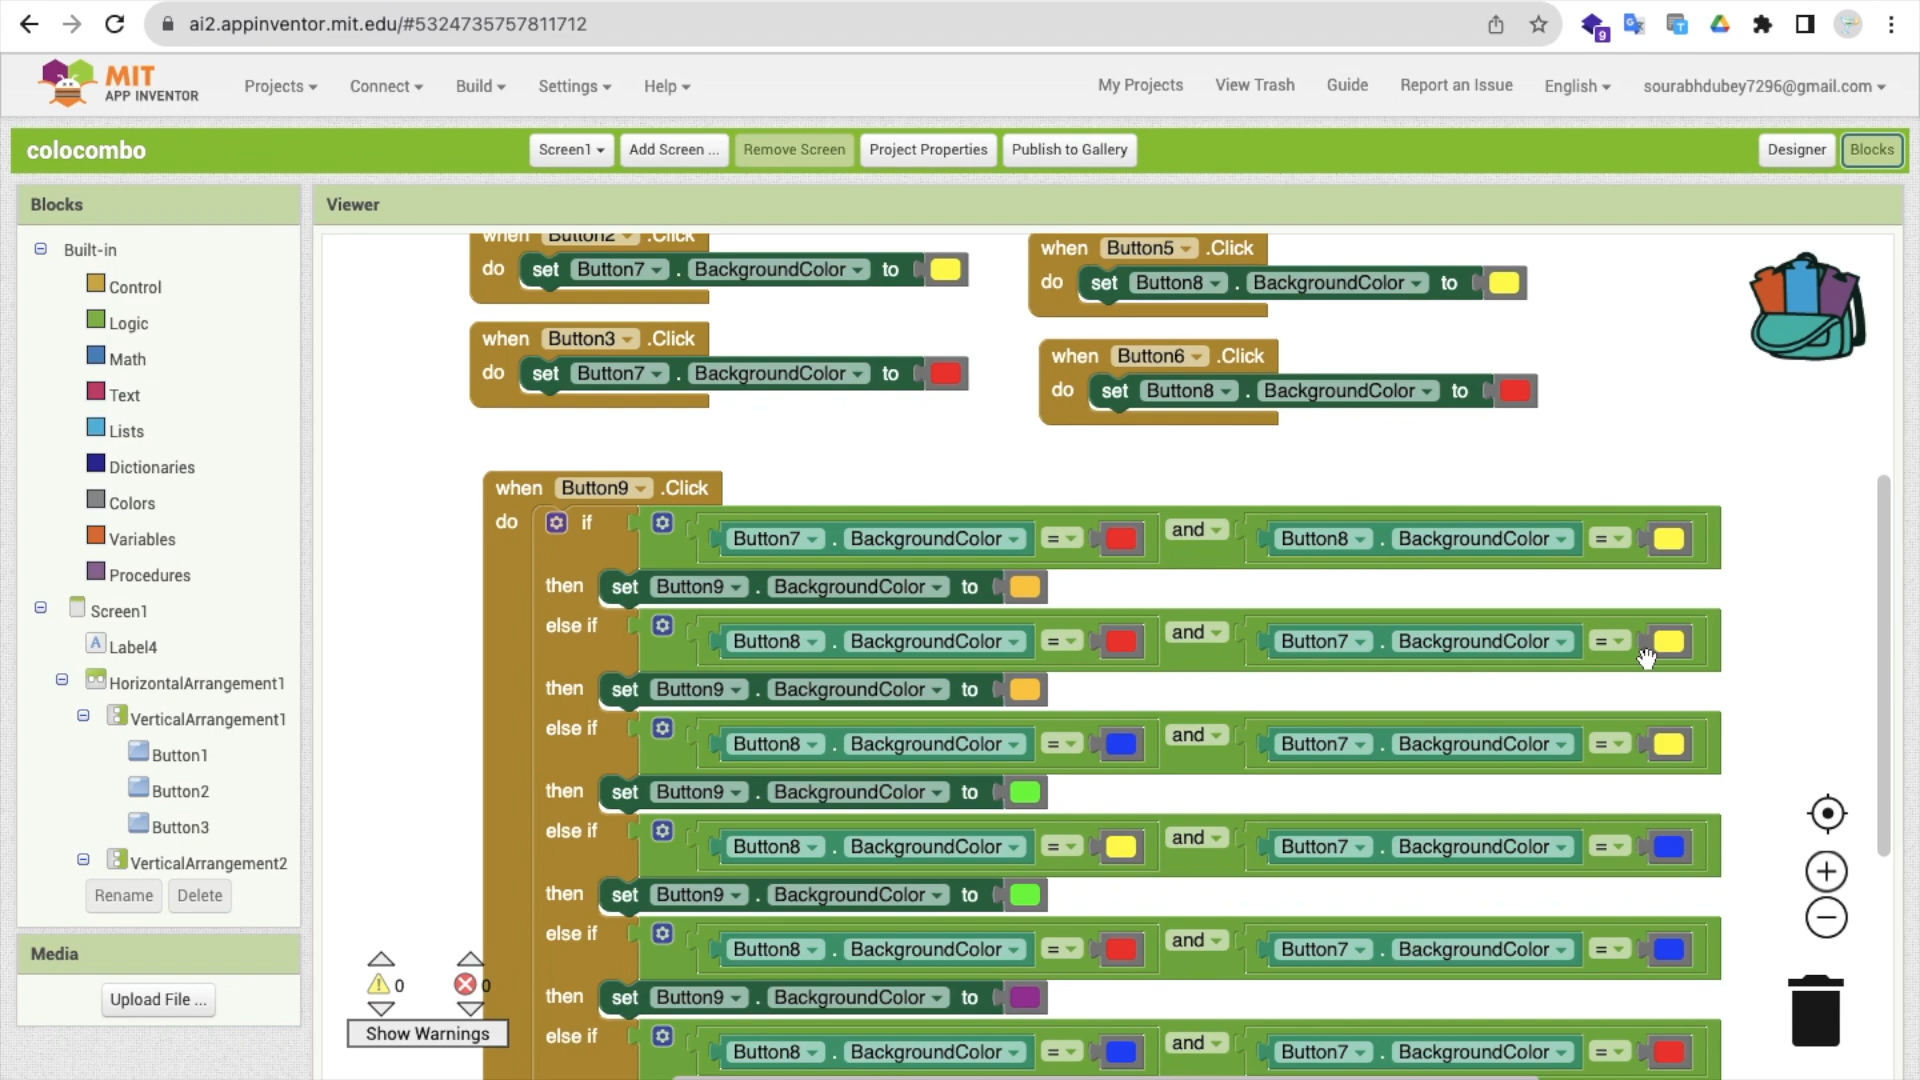 ai2.appinventor.mit.edu/#5324735757811712
9
MIT
APP INVENTOR
Projects
Connect
Build
Settings
Help
My Projects
View Trash
Guide
Report an Issue
English
sourabhdubey7296@gmail.com
colocombo
Screen1
Add Screen ...
Remove Screen
Project Properties
Publish to Gallery
Designer
Blocks
Blocks
Built-in
Control
Logic
Math
Text
Lists
Dictionaries
Colors
Variables
Procedures
Screen1
A Label4
HorizontalArrangement1
VerticalArrangement1
Button1
Button2
Button3
VerticalArrangement2
Rename
Delete
Media
Upload File ...
Viewer
when Button2 .Click
do set Button7 . BackgroundColor to
when Button3 .Click
do set Button7 . BackgroundColor to
when Button5 .Click
do set Button8 . BackgroundColor to
when Button6 .Click
do set Button8 . BackgroundColor to
when Button9 .Click
do if Button7 . BackgroundColor = and Button8 . BackgroundColor =
then set Button9 . BackgroundColor to
else if Button8 . BackgroundColor = and Button7 . BackgroundColor =
then set Button9 . BackgroundColor to
else if Button8 . BackgroundColor = and Button7 . BackgroundColor =
then set Button9 . BackgroundColor to
else if Button8 . BackgroundColor = and Button7 . BackgroundColor =
then set Button9 . BackgroundColor to
else if Button8 . BackgroundColor = and Button7 . BackgroundColor =
then set Button9 . BackgroundColor to
else if Button8 . BackgroundColor = and Button7 . BackgroundColor =
0
0
Show Warnings